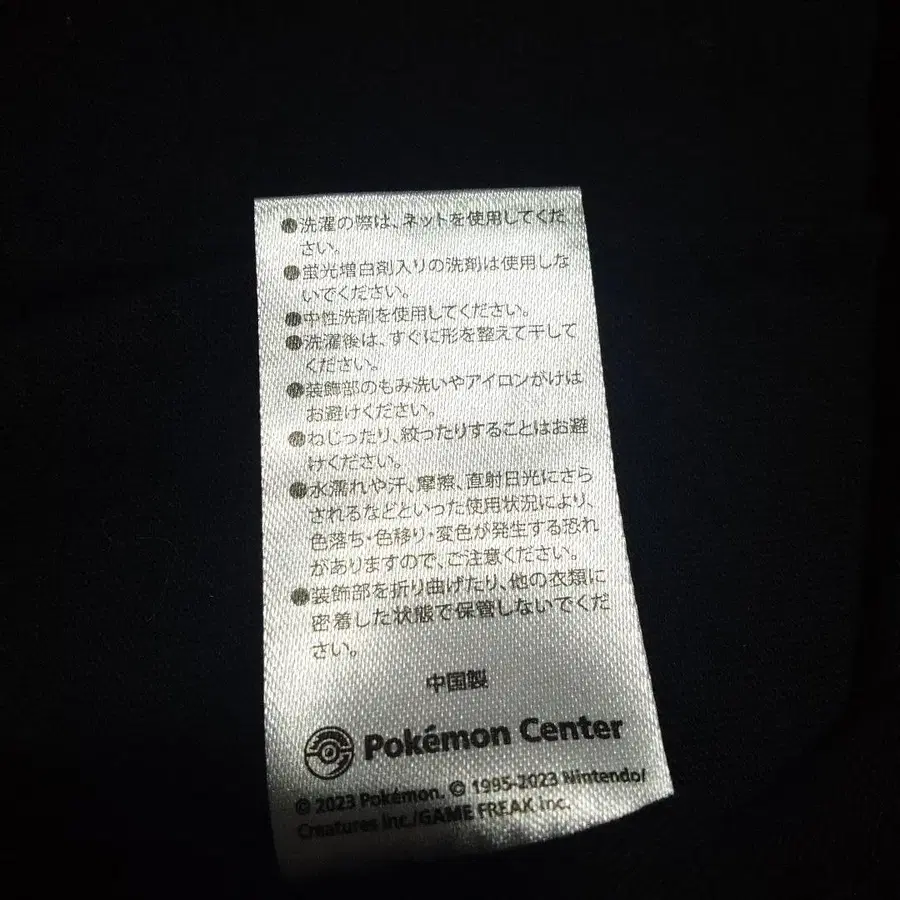 ●洗濯の際は、ネットを使用してくだ
さい。
●蛍光増白剤入りの洗剤は使用しな
いでください。
●中性洗剤を使用してください。
●洗濯後は、すぐに形を整えて干して
ください。
●装飾部のもみ洗いやアイロンがけは
お避けください。
●ねじったり、絞ったりすることはお避
けください。
●水濡れや汗、摩擦、直射日光にさら
されるなどといった使用状況により、
色落ち・色移り・変色が発生する恐れ
がありますので、ご注意ください。
●装飾部を折り曲げたり、他の衣類に
密着した状態で保管しないでくだ
さい。
中国製
Pokémon Center
© 2023 Pokémon. © 1995-2023 Nintendo/
Creatures Inc./GAME FREAK inc.